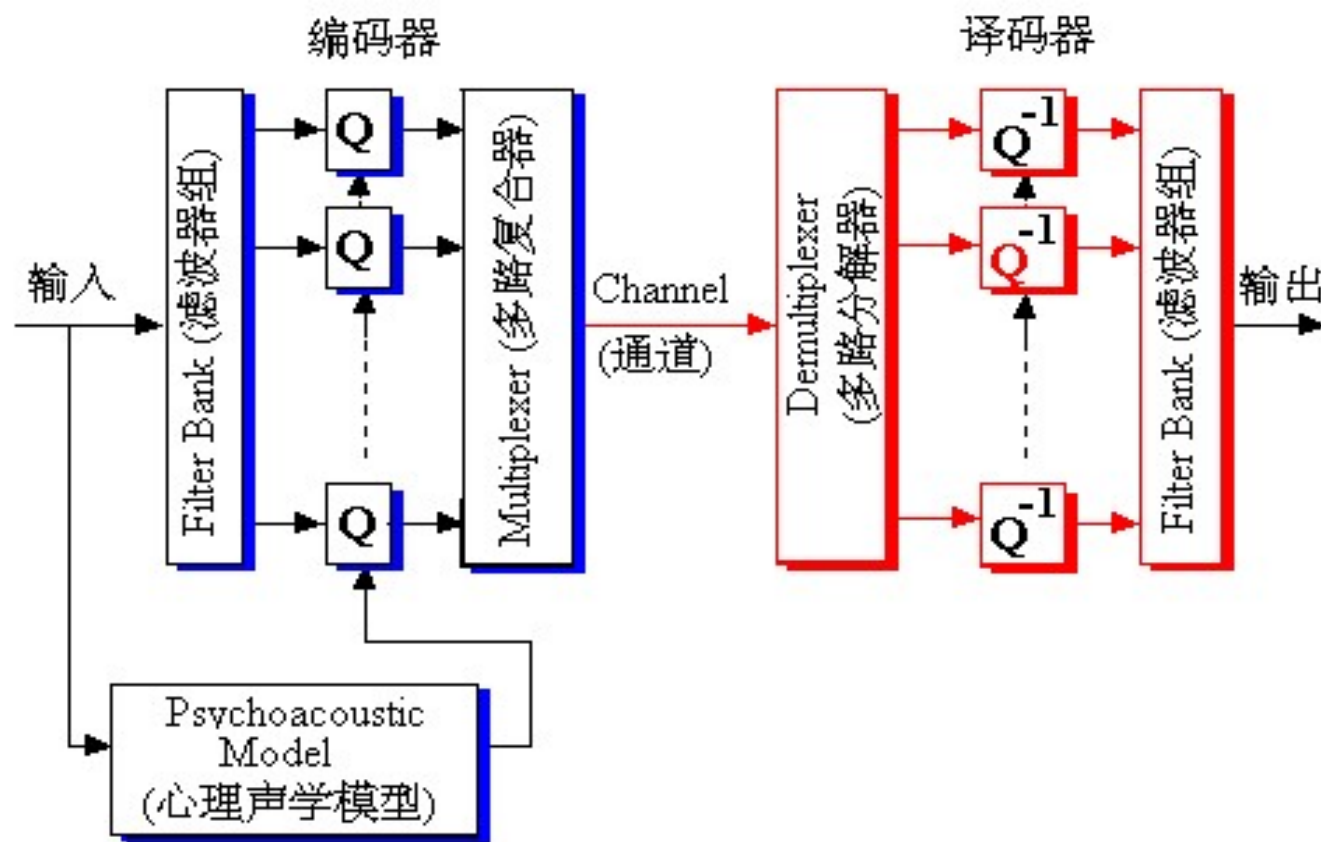 编码器
译码器
输入
Filter Bank (滤波器组)
Q
Q
Q
Multiplexer (多路复合器)
Channel
(通道)
Demultiplexer
(多路分解器)
Q-1
Q-1
Q-1
Filter Bank (滤波器组)
输出
Psychoacoustic
Model
(心理声学模型)